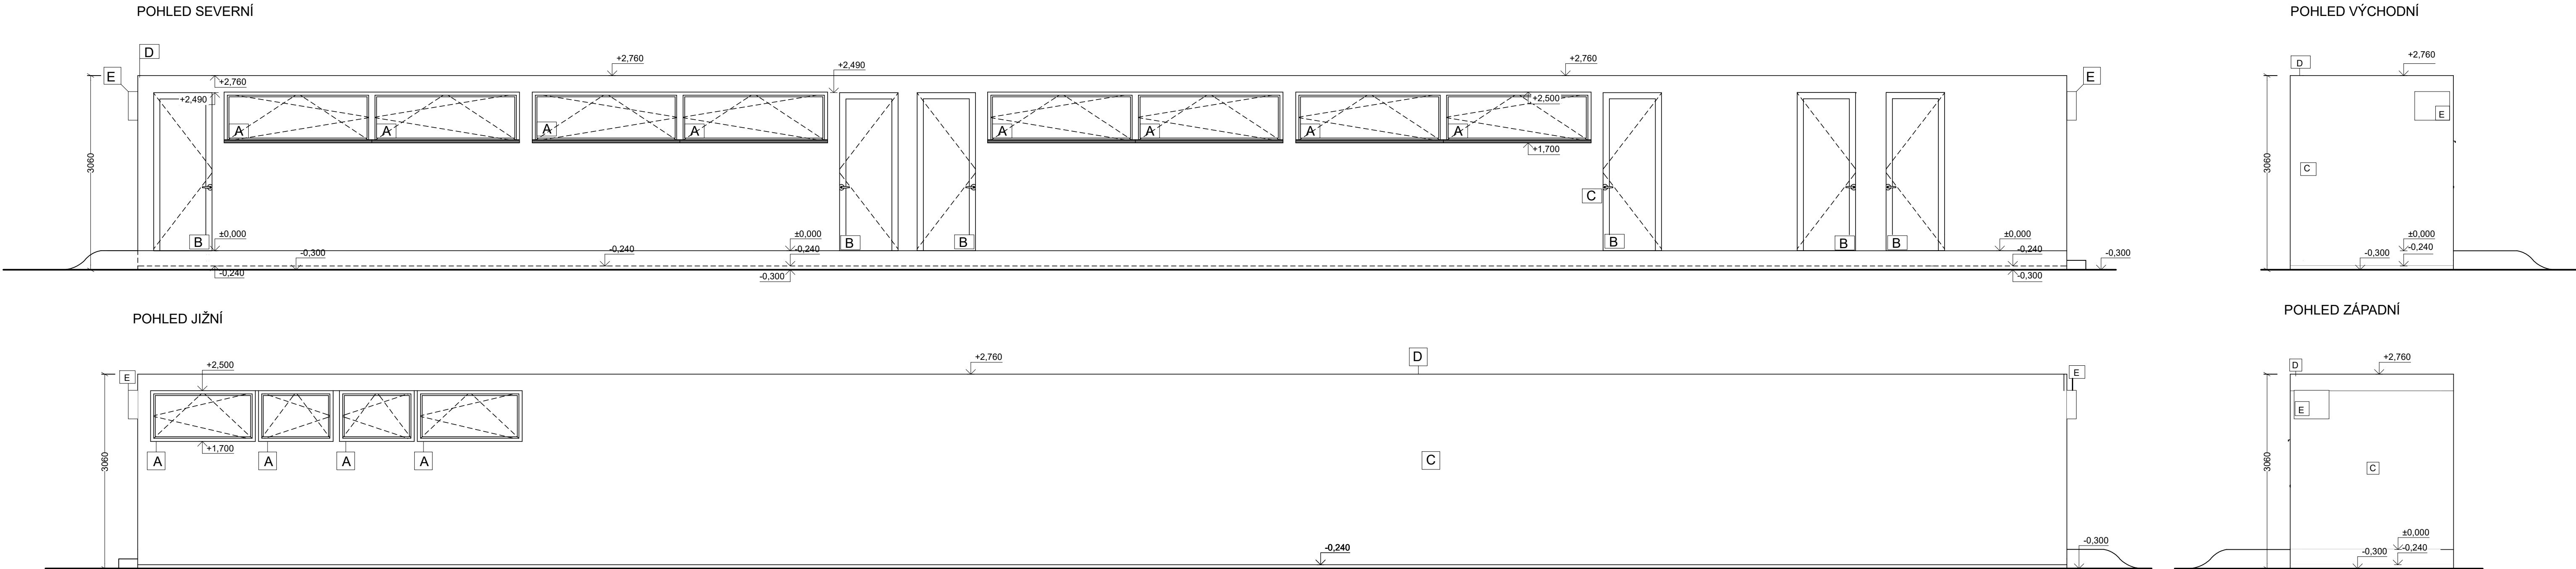 POHLED SEVERNÍ
D
E
+2,760
+2,760
+2,490
+2,760
E
+2,490
A
A
A
A
A
A
A
A
+2,500
3060
+1,700
C
B
±0,000
±0,000
B
B
B
B
B
±0,000
-0,300
-0,240
-0,240
-0,240
-0,300
-0,240
-0,300
-0,300
POHLED VÝCHODNÍ
D
+2,760
E
3060
C
±0,000
-0,240
-0,300
POHLED JIŽNÍ
E
+2,500
+2,760
D
E
+1,700
3060
A
A
A
A
C
-0,240
-0,300
POHLED ZÁPADNÍ
D
+2,760
E
3060
C
±0,000
-0,300
-0,240